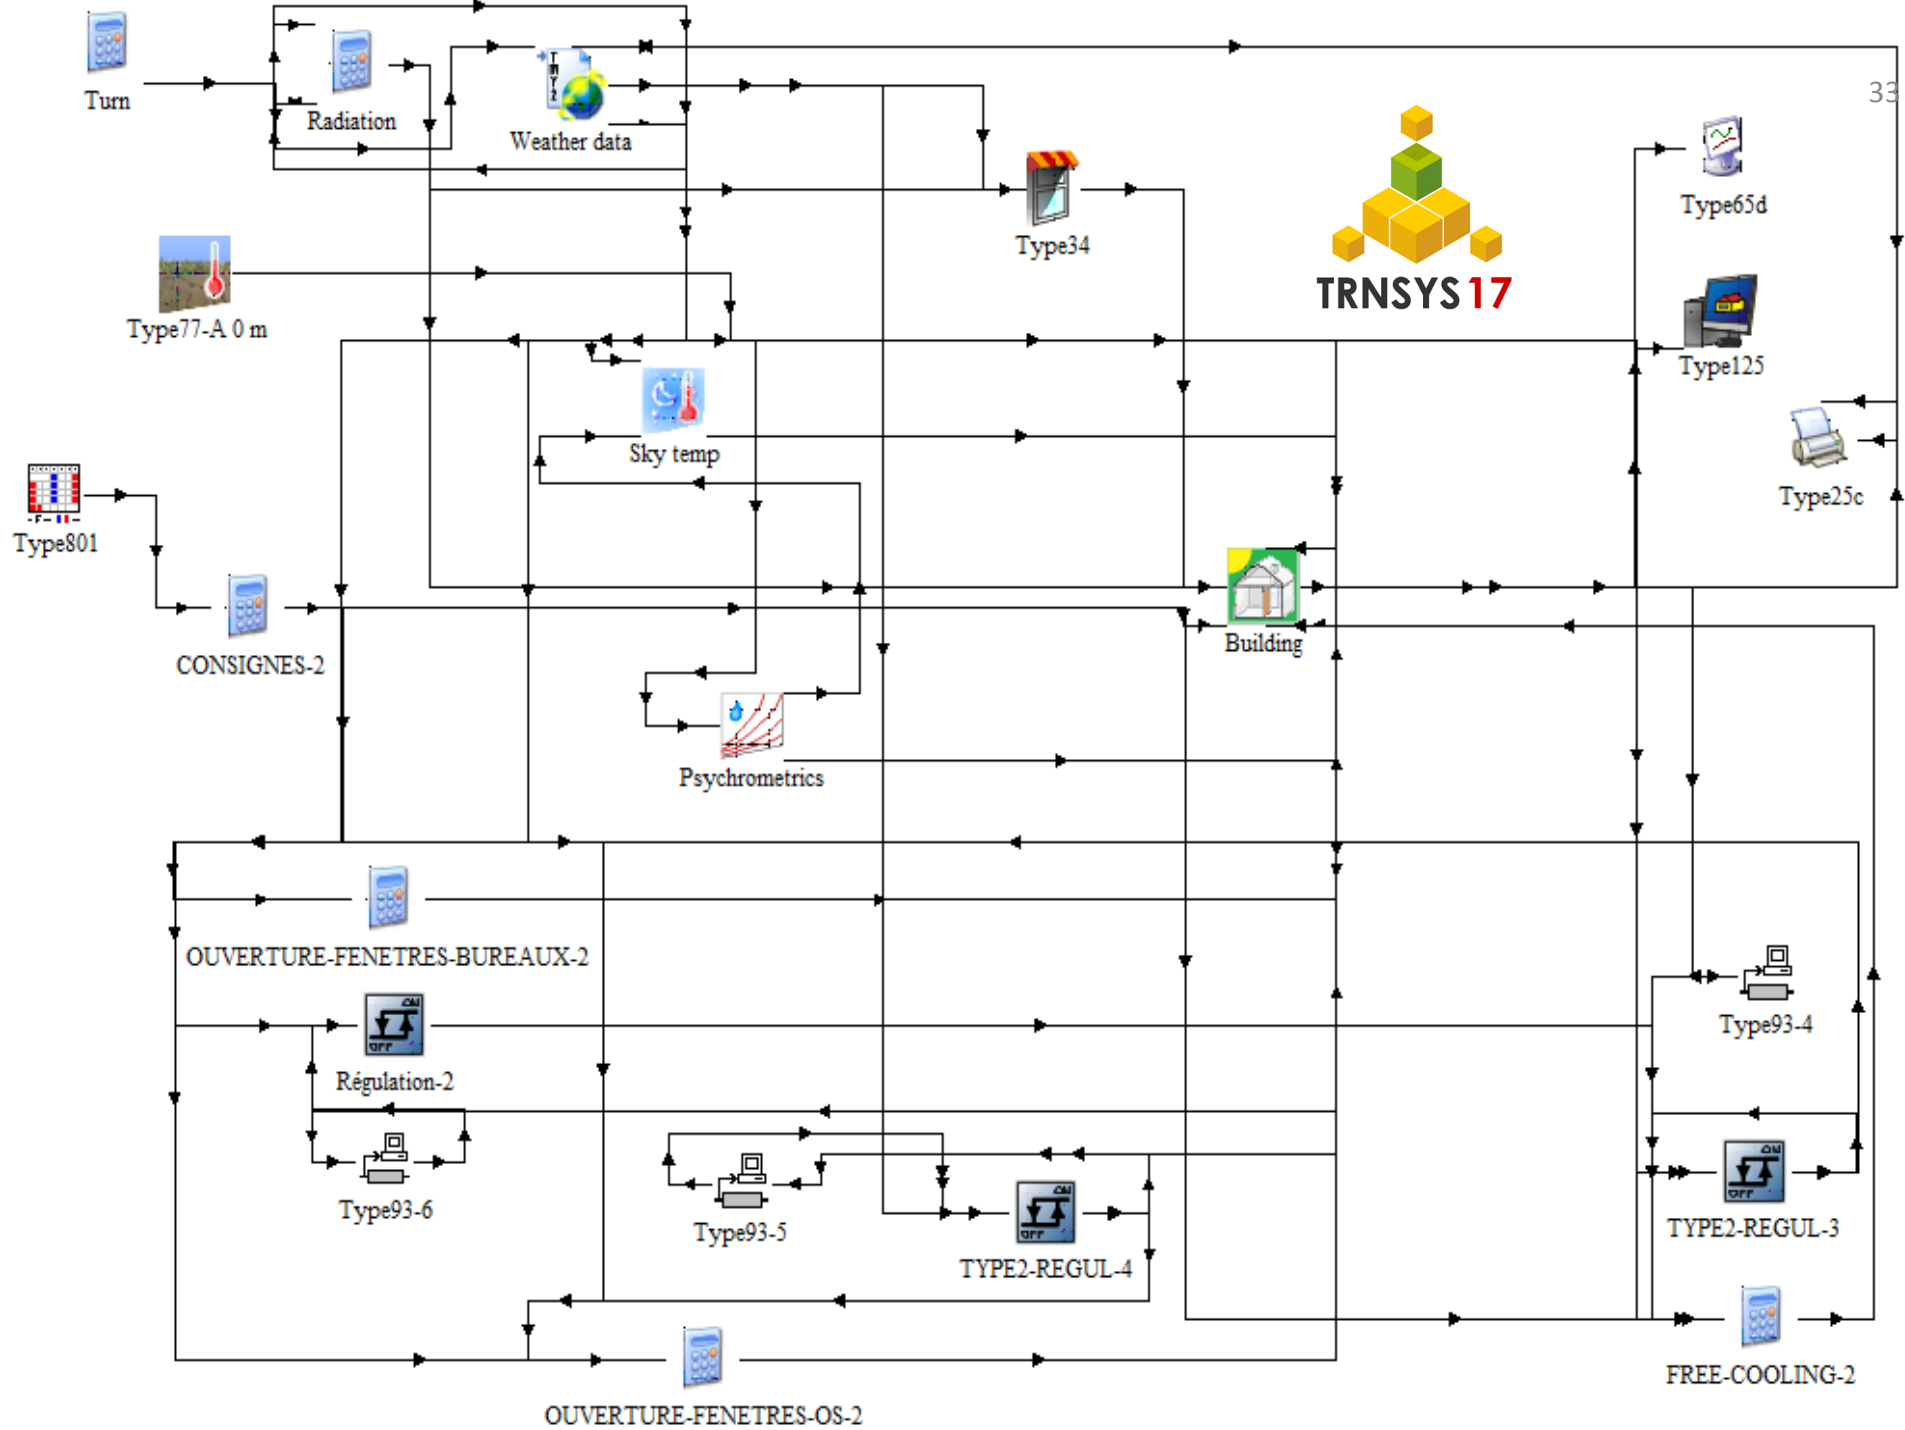 Turn
Radiation
Weather data
33
Type34
TRNSYS 17
Type65d
Type77-A 0 m
Type125
Sky temp
Type25c
Type801
Building
CONSIGNES-2
Psychrometrics
OUVERTURE-FENETRES-BUREAUX-2
Type93-4
Régulation-2
Type93-6
Type93-5
TYPE2-REGUL-4
TYPE2-REGUL-3
FREE-COOLING-2
OUVERTURE-FENETRES-OS-2